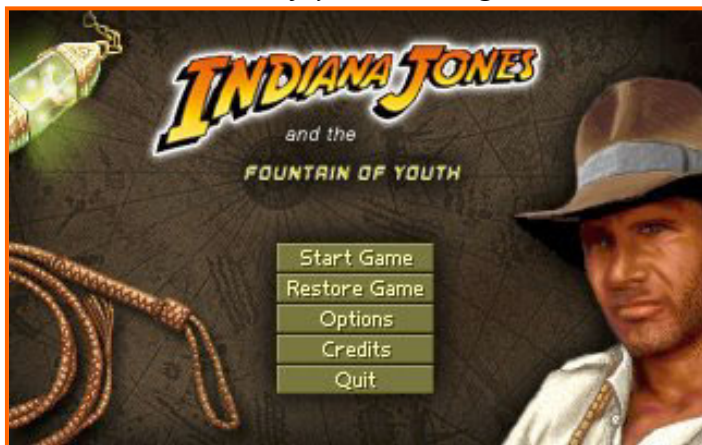 INDIANA JONES
and the
FOUNTAIN OF YOUTH
Start Game
Restore Game
Options
Credits
Quit